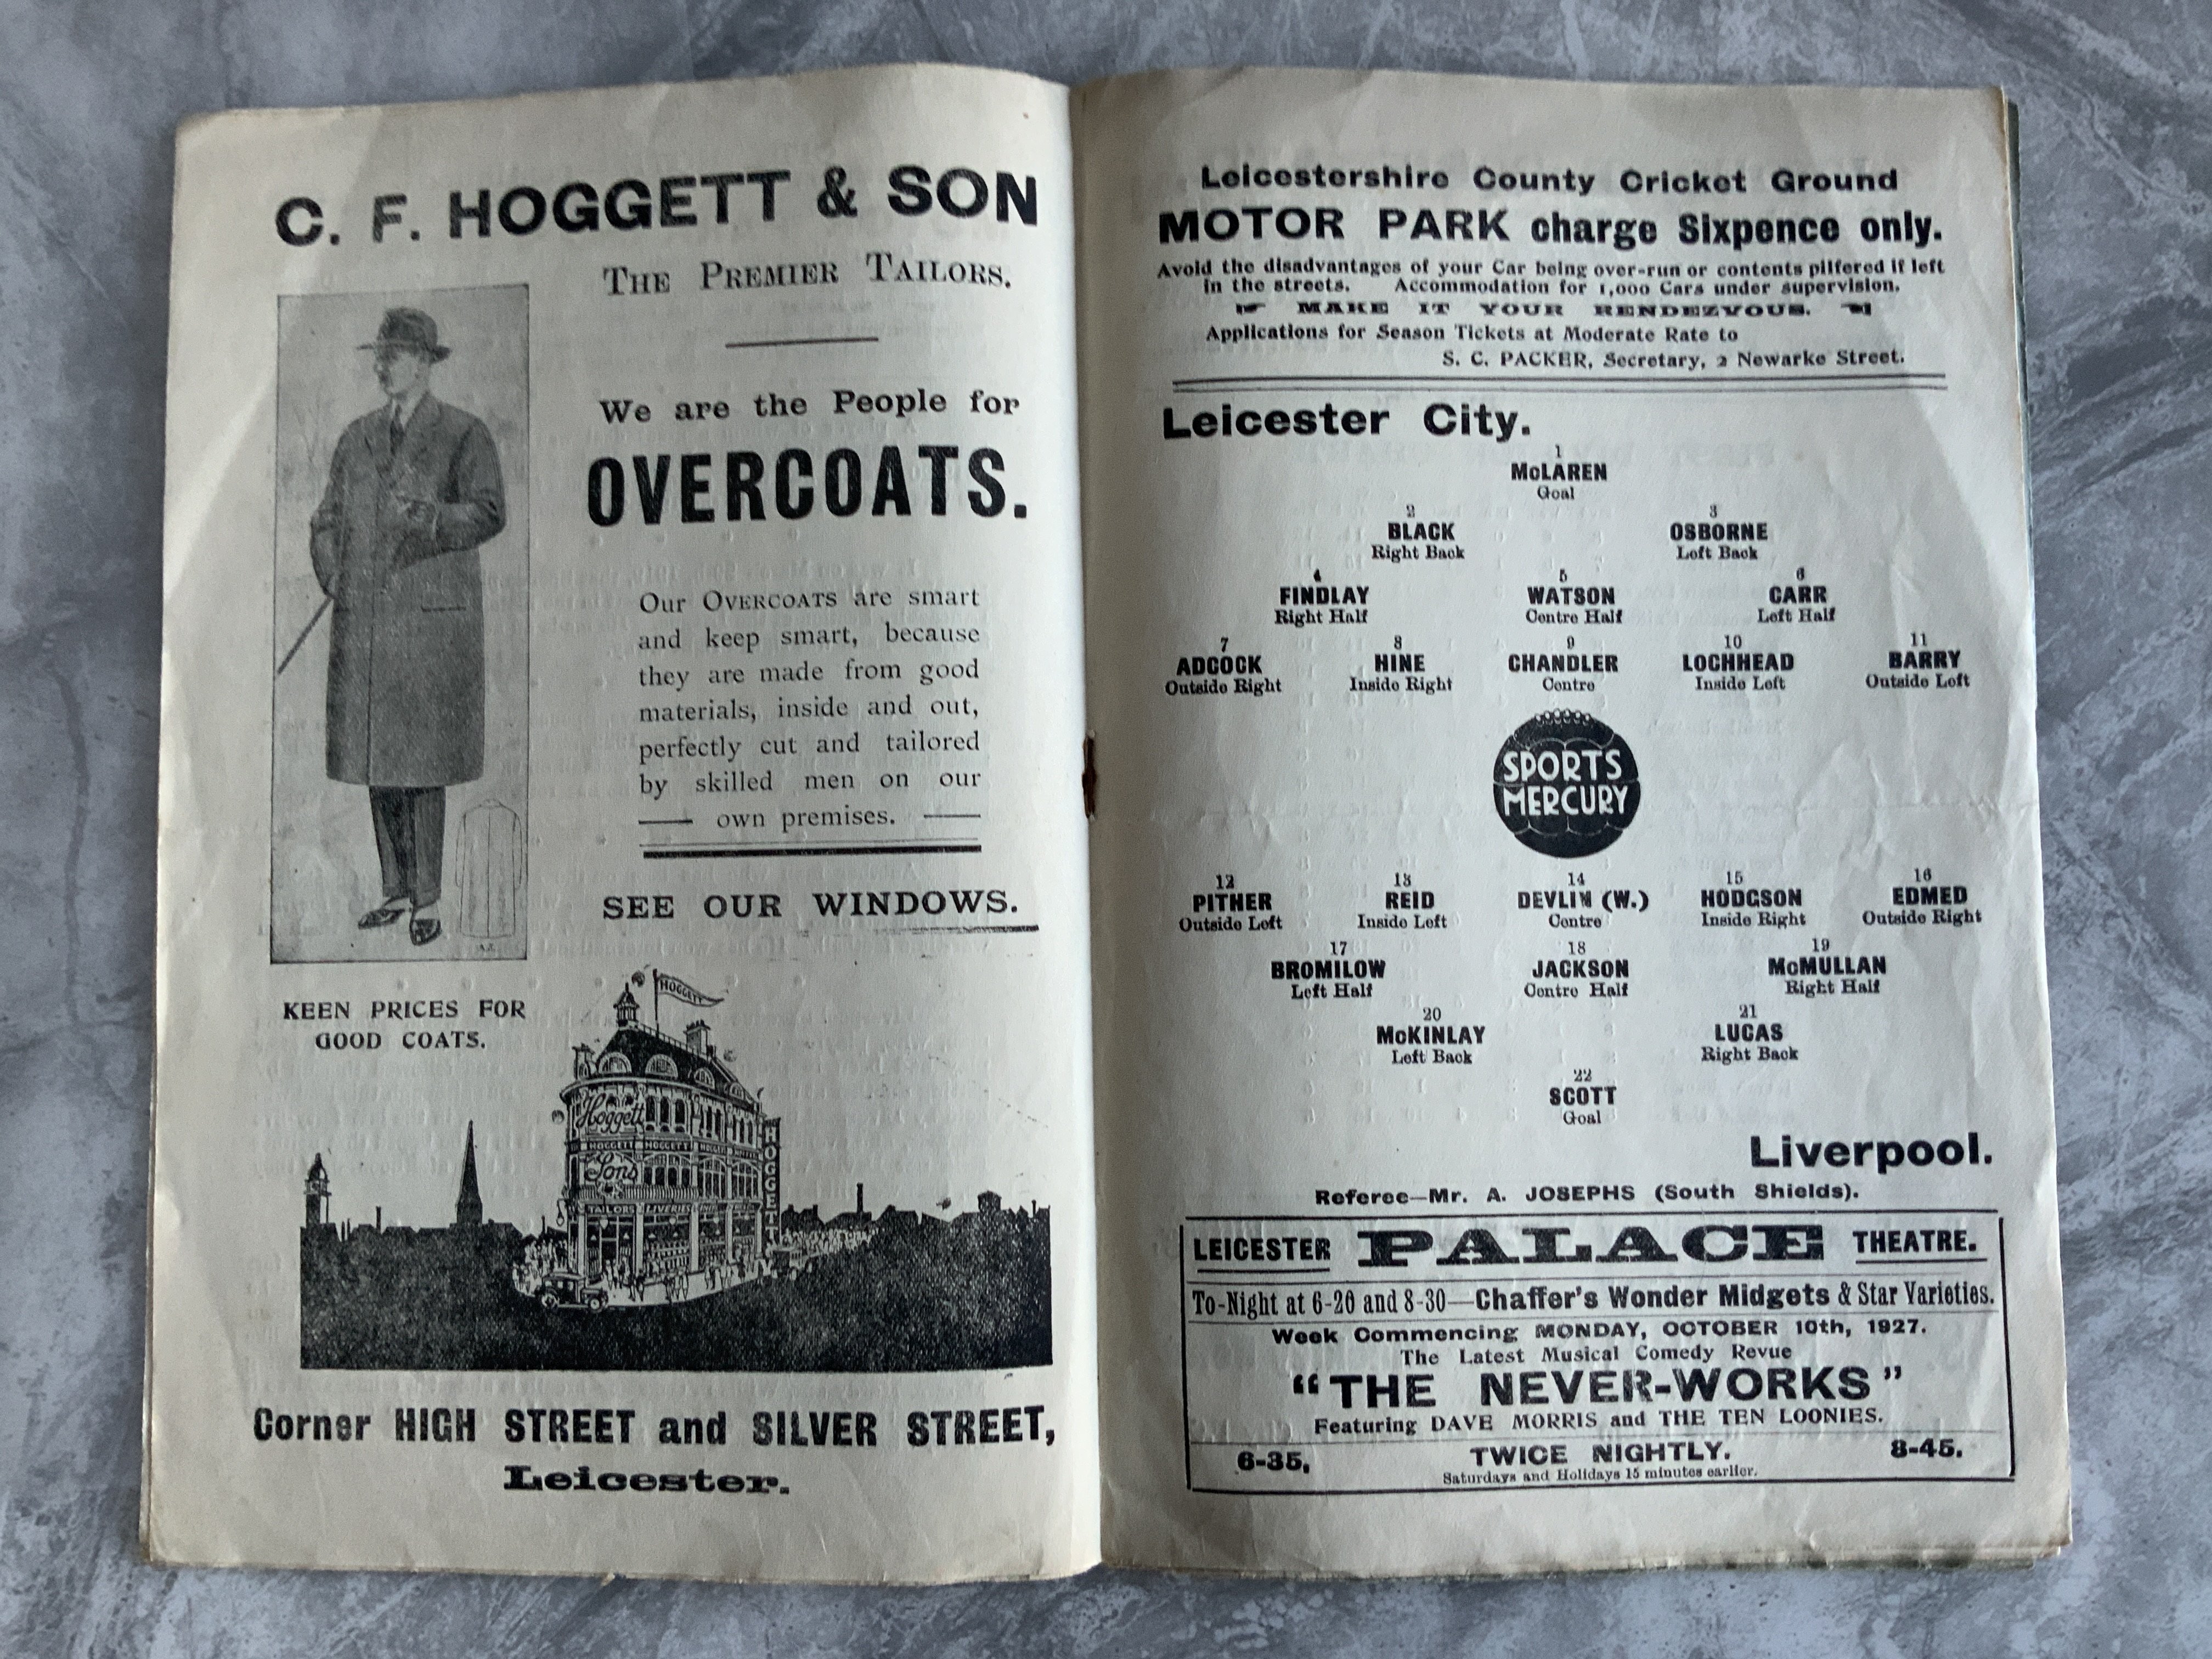 C. F. HOGGETT & SON
THE PREMIER TAILORS.
We are the People for
OVERCOATS.
Our OVERCOATS are smart
and keep smart, because
they are made from good
materials, inside and out,
perfectly cut and tailored
by skilled men on our
own premises.
SEE OUR WINDOWS.
KEEN PRICES FOR
GOOD COATS.
HOGGETT
Hoggett
HOGGETT HOGGETT
Sons
TAILORS LIVERIES
HOGGETT
Corner HIGH STREET and SILVER STREET,
Leicester.
Leicestershire County Cricket Ground
MOTOR PARK charge Sixpence only.
Avoid the disadvantages of your Car being over-run or contents pilfered if left
in the streets. Accommodation for 1,000 Cars under supervision.
MAKE IT YOUR RENDEZVOUS.
Applications for Season Tickets at Moderate Rate to
S. C. PACKER, Secretary, 2 Newarke Street.
Leicester City.
1
McLAREN
Goal
2 3
BLACK OSBORNE
Right Back Left Back
4 5 6
FINDLAY WATSON CARR
Right Half Centre Half Left Half
7 8 9 10 11
ADCOCK HINE CHANDLER LOCHHEAD BARRY
Outside Right Inside Right Centre Inside Left Outside Left
SPORTS
MERCURY
12 13 14 15 16
PITHER REID DEVLIN (W.) HODGSON EDMED
Outside Left Inside Left Centre Inside Right Outside Right
17 18 19
BROMILOW JACKSON McMULLAN
Left Half Centre Half Right Half
20 21
McKINLAY LUCAS
Left Back Right Back
22
SCOTT
Goal
Liverpool.
Referee—Mr. A. JOSEPHS (South Shields).
LEICESTER PALACE THEATRE.
To-Night at 6-20 and 8-30—Chaffer's Wonder Midgets & Star Varieties.
Week Commencing MONDAY, OCTOBER 10th, 1927.
The Latest Musical Comedy Revue
"THE NEVER-WORKS"
Featuring DAVE MORRIS and THE TEN LOONIES.
6-35, TWICE NIGHTLY. 8-45.
Saturdays and Holidays 15 minutes earlier.